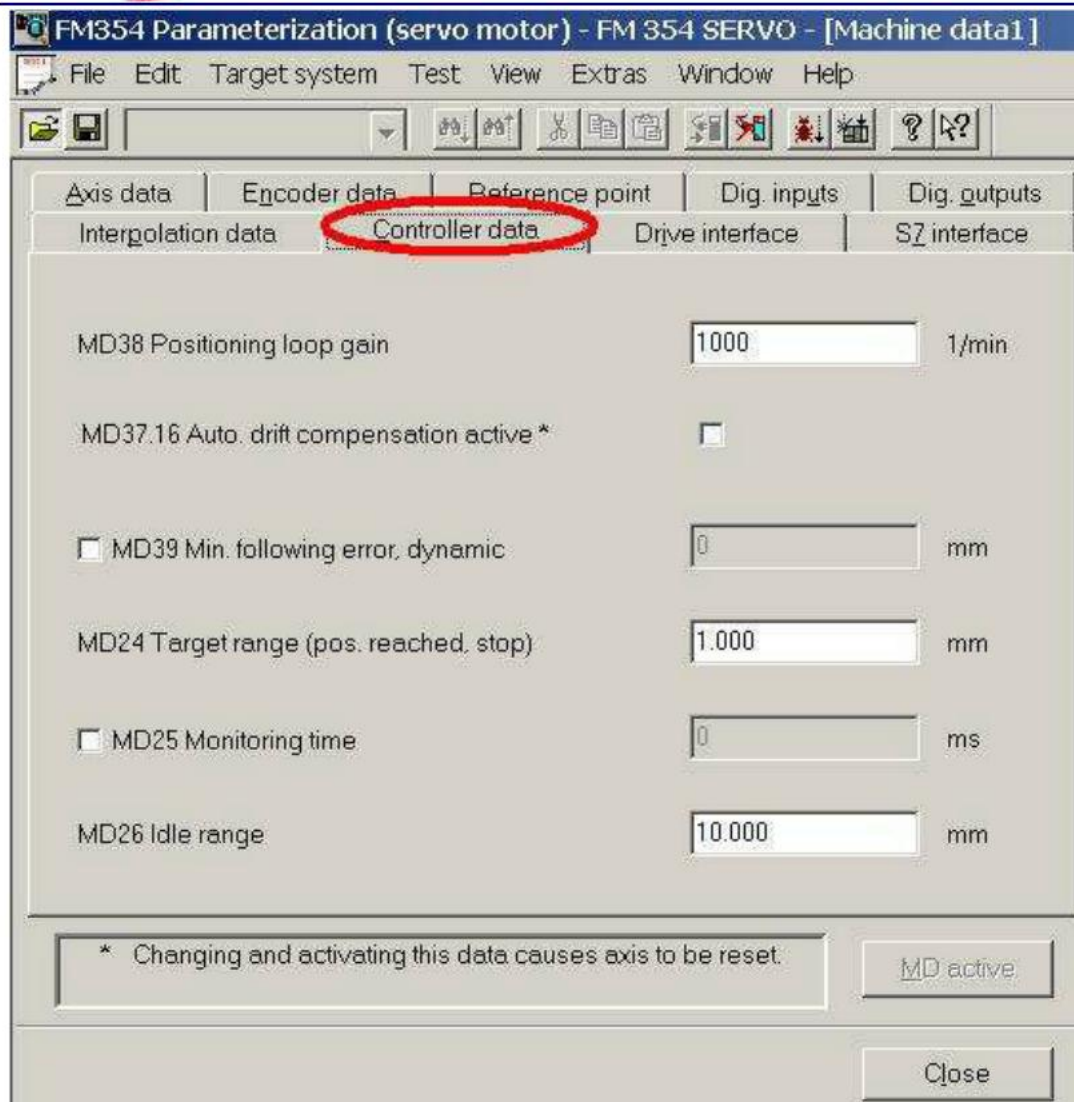 FM354 Parameterization (servo motor) - FM 354 SERVO - [Machine data1]
File Edit Target system Test View Extras Window Help
Axis data Encoder data Reference point Dig. inputs Dig. outputs
Interpolation data Controller data Drive interface S7 interface
MD38 Positioning loop gain 1000 1/min
MD37.16 Auto. drift compensation active *
MD39 Min. following error, dynamic 0 mm
MD24 Target range (pos. reached, stop) 1.000 mm
MD25 Monitoring time 0 ms
MD26 Idle range 10.000 mm
* Changing and activating this data causes axis to be reset.
MD active
Close